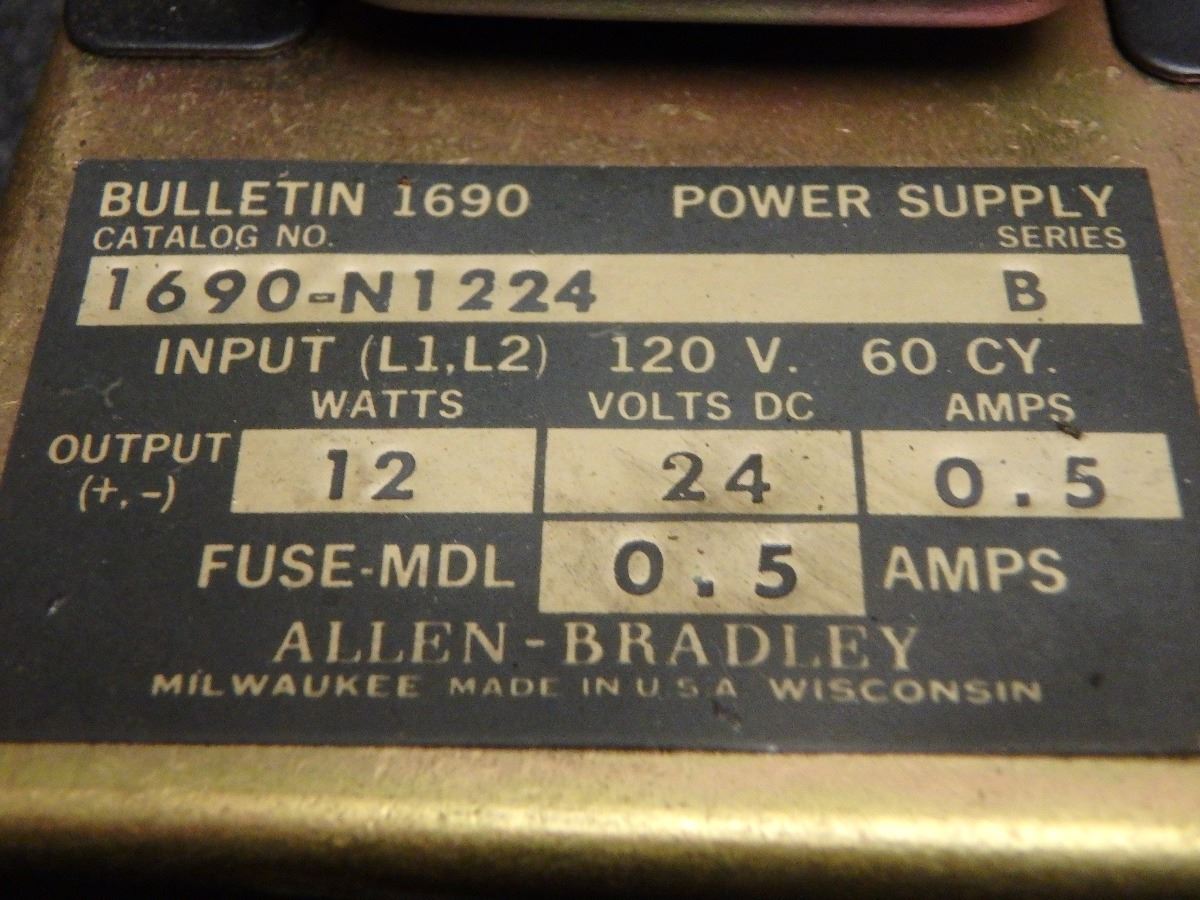 BULLETIN 1690 POWER SUPPLY
CATALOG NO. SERIES
1690-N1224 B
INPUT (L1,L2) 120 V. 60 CY.
WATTS VOLTS DC AMPS
OUTPUT (+,-) 12 24 0.5
FUSE-MDL 0.5 AMPS
ALLEN-BRADLEY
MILWAUKEE MADE IN U.S.A WISCONSIN